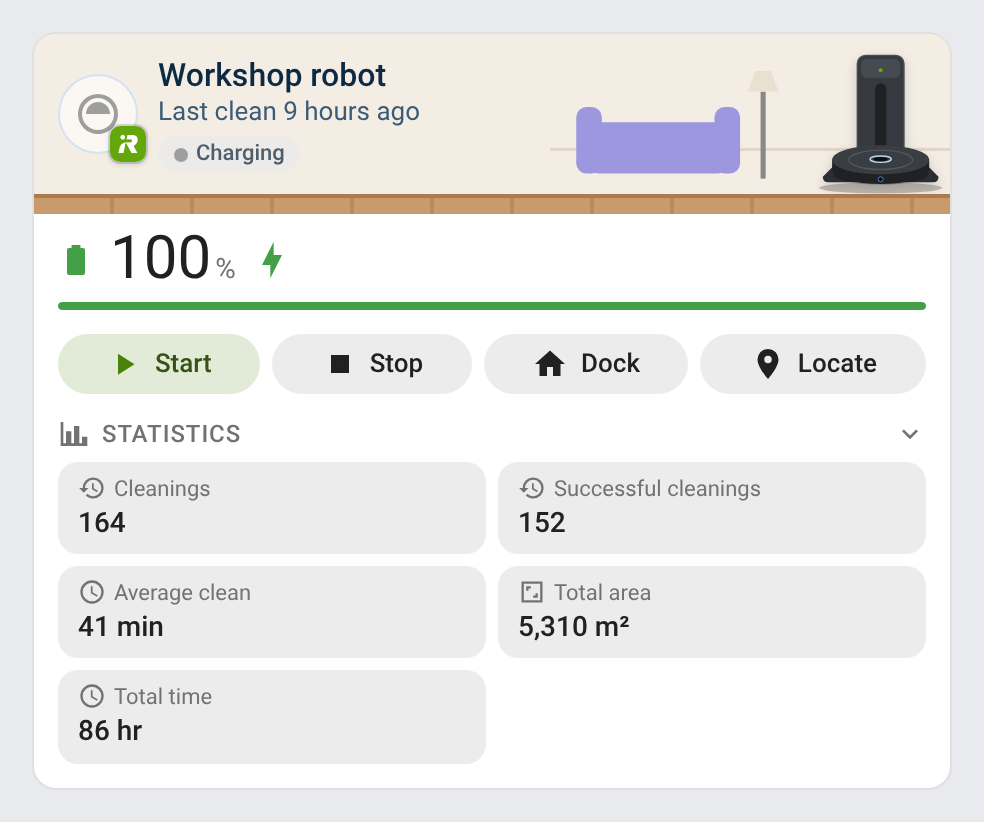 Workshop robot
Last clean 9 hours ago
Charging
100 %
Start
Stop
Dock
Locate
STATISTICS
Cleanings
164
Successful cleanings
152
Average clean
41 min
Total area
5,310 m²
Total time
86 hr